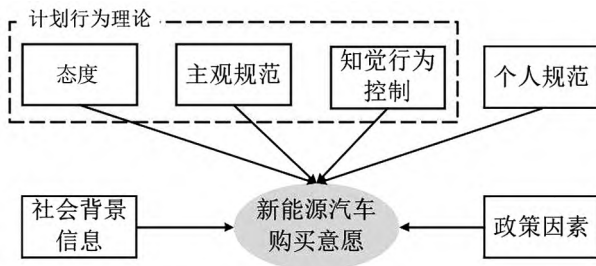 计划行为理论
态度
主观规范
知觉行为
控制
个人规范
社会背景
信息
新能源汽车
购买意愿
政策因素